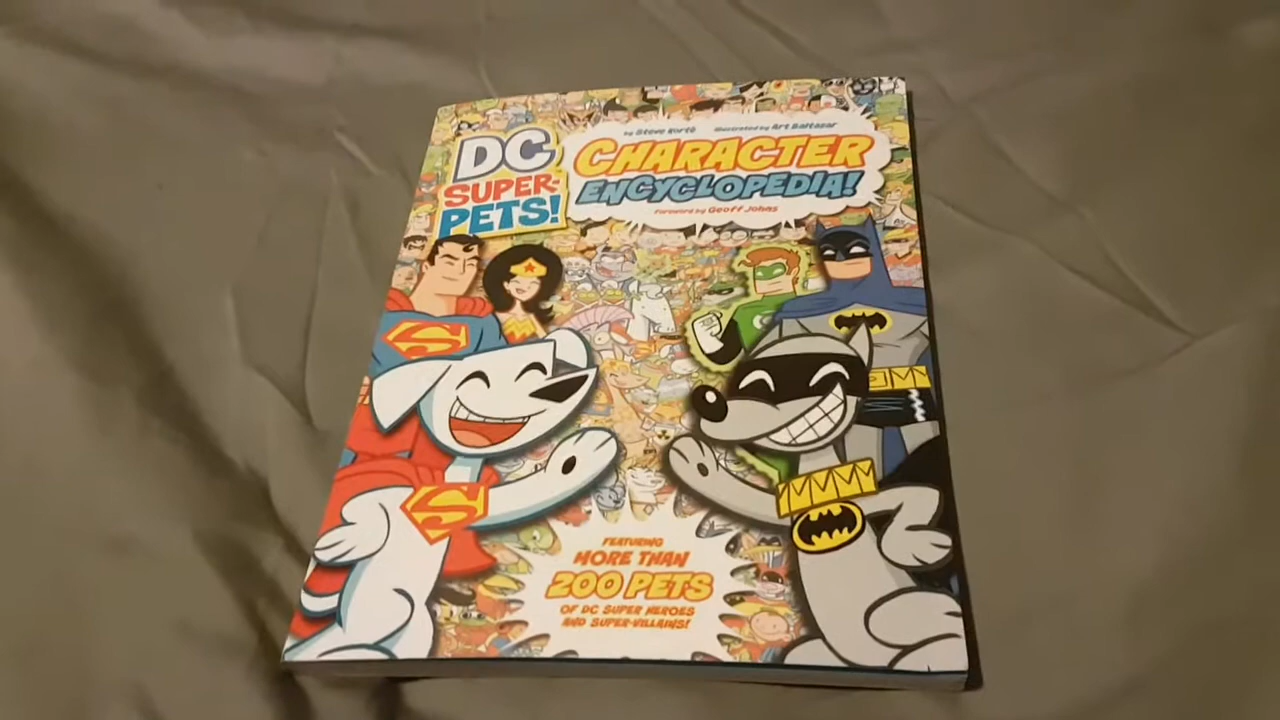 DC
SUPER-
PETS!
by Steve Korté illustrated by Art Baltazar
CHARACTER
ENCYCLOPEDIA!
foreword by Geoff Johns
FEATURING
MORE THAN
200 PETS
OF DC SUPER HEROES
AND SUPER-VILLAINS!